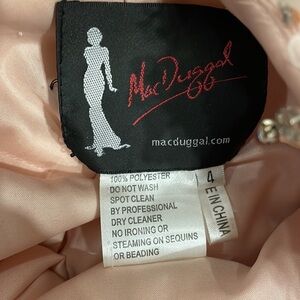 Mac Duggal
macduggal.com
100% POLYESTER
DO NOT WASH
SPOT CLEAN
BY PROFESSIONAL
DRY CLEANER
NO IRONING OR
STEAMING ON SEQUINS
OR BEADING
4
E IN CHINA